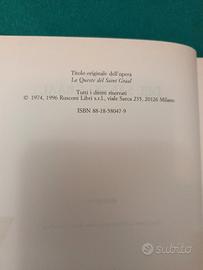 Titolo originale dell'opera
La Queste del Saint Graal
Tutti i diritti riservati
© 1974, 1996 Rusconi Libri s.r.l., viale Sarca 235, 20126 Milano
ISBN 88-18-58047-9
subito